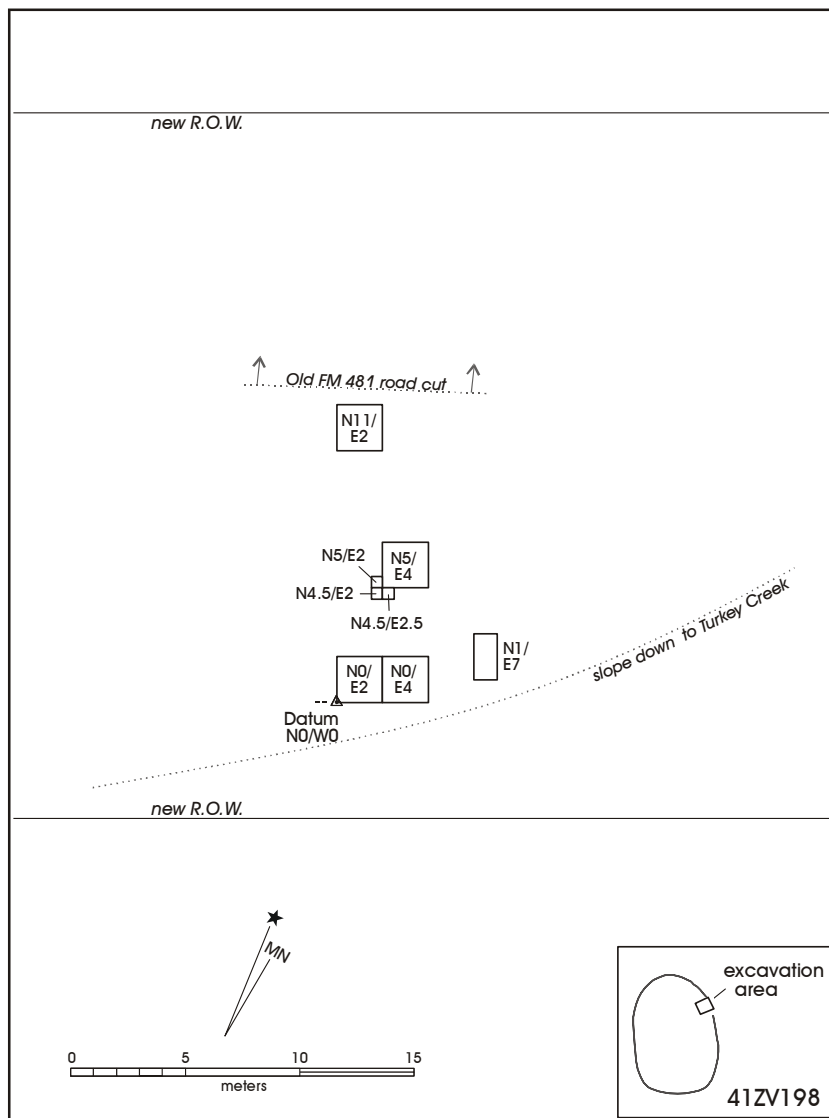 new R.O.W.
Old FM 481 road cut
N11/
E2
N5/E2
N5/
E4
N4.5/E2
N4.5/E2.5
N1/
E7
slope down to Turkey Creek
N0/
E2
N0/
E4
Datum
N0/W0
new R.O.W.
MN
0 5 10 15
meters
excavation
area
41ZV198